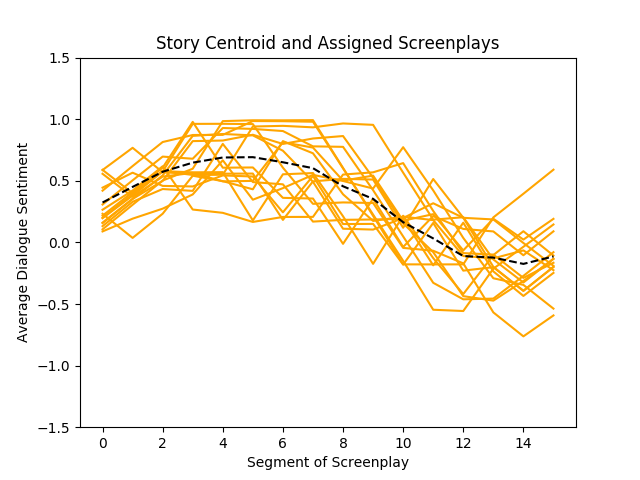 Story Centroid and Assigned Screenplays
1.5
1.0
0.5
0.0
−0.5
−1.0
−1.5
Average Dialogue Sentiment
0 2 4 6 8 10 12 14
Segment of Screenplay